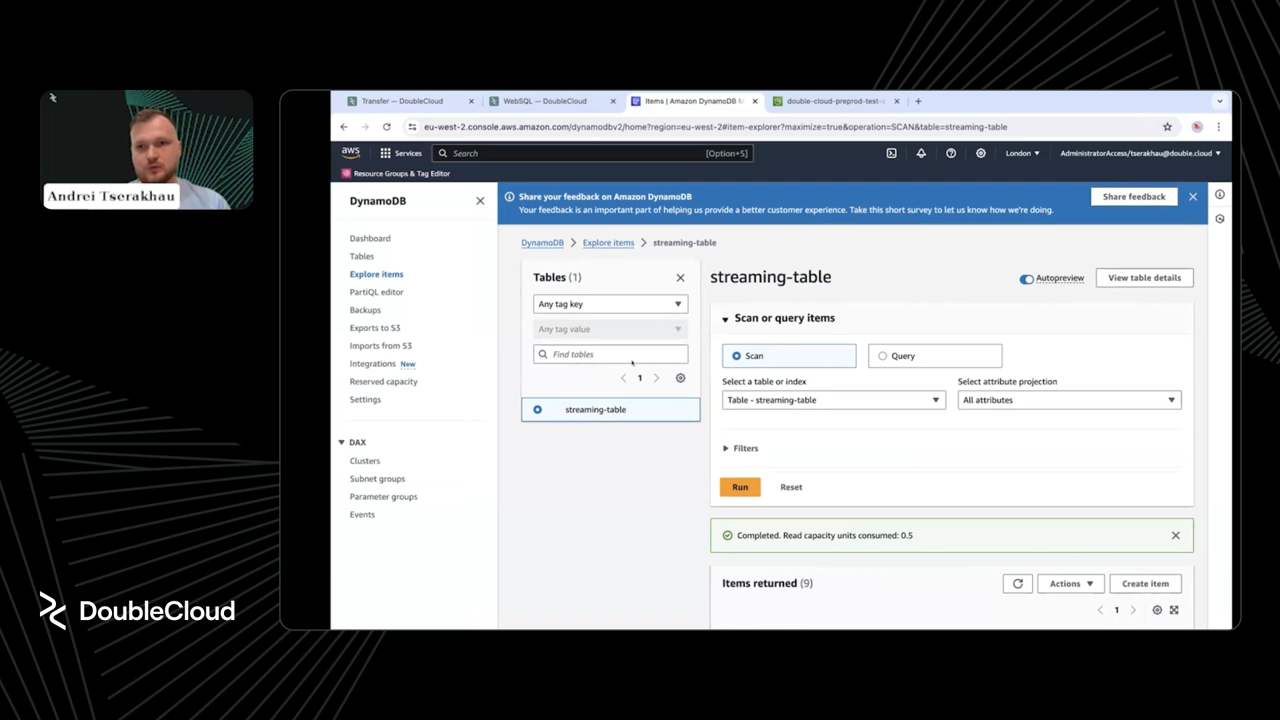 Andrei Tserakhau
DoubleCloud
Transfer — DoubleCloud
WebSQL — DoubleCloud
Items | Amazon DynamoDB M
double-cloud-preprod-test-s
eu-west-2.console.aws.amazon.com/dynamodbv2/home?region=eu-west-2#item-explorer?maximize=true&operation=SCAN&table=streaming-table
aws
Services
Search
[Option+S]
London
AdministratorAccess/tserakhau@double.cloud
Resource Groups & Tag Editor
DynamoDB
Dashboard
Tables
Explore items
PartiQL editor
Backups
Exports to S3
Imports from S3
Integrations New
Reserved capacity
Settings
DAX
Clusters
Subnet groups
Parameter groups
Events
Share your feedback on Amazon DynamoDB
Your feedback is an important part of helping us provide a better customer experience. Take this short survey to let us know how we're doing.
Share feedback
DynamoDB
Explore items
streaming-table
Tables (1)
Any tag key
Any tag value
Find tables
1
streaming-table
streaming-table
Autopreview
View table details
Scan or query items
Scan
Query
Select a table or index
Select attribute projection
Table - streaming-table
All attributes
Filters
Run
Reset
Completed. Read capacity units consumed: 0.5
Items returned (9)
Actions
Create item
1